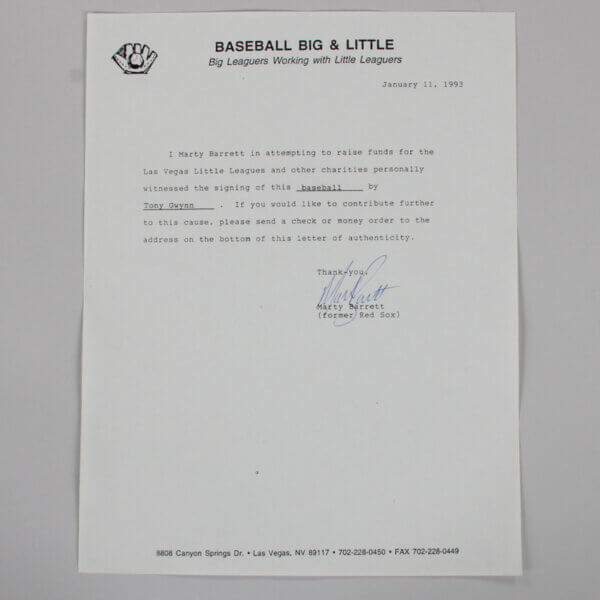 BASEBALL BIG & LITTLE
Big Leaguers Working with Little Leaguers
January 11, 1993
I Marty Barrett in attempting to raise funds for the
Las Vegas Little Leagues and other charities personally
witnessed the signing of this baseball by
Tony Gwynn . If you would like to contribute further
to this cause, please send a check or money order to the
address on the bottom of this letter of authenticity.
Thank-you,
Marty Barrett
Marty Barrett
(former Red Sox)
8808 Canyon Springs Dr. • Las Vegas, NV 89117 • 702-228-0450 • FAX 702-228-0449